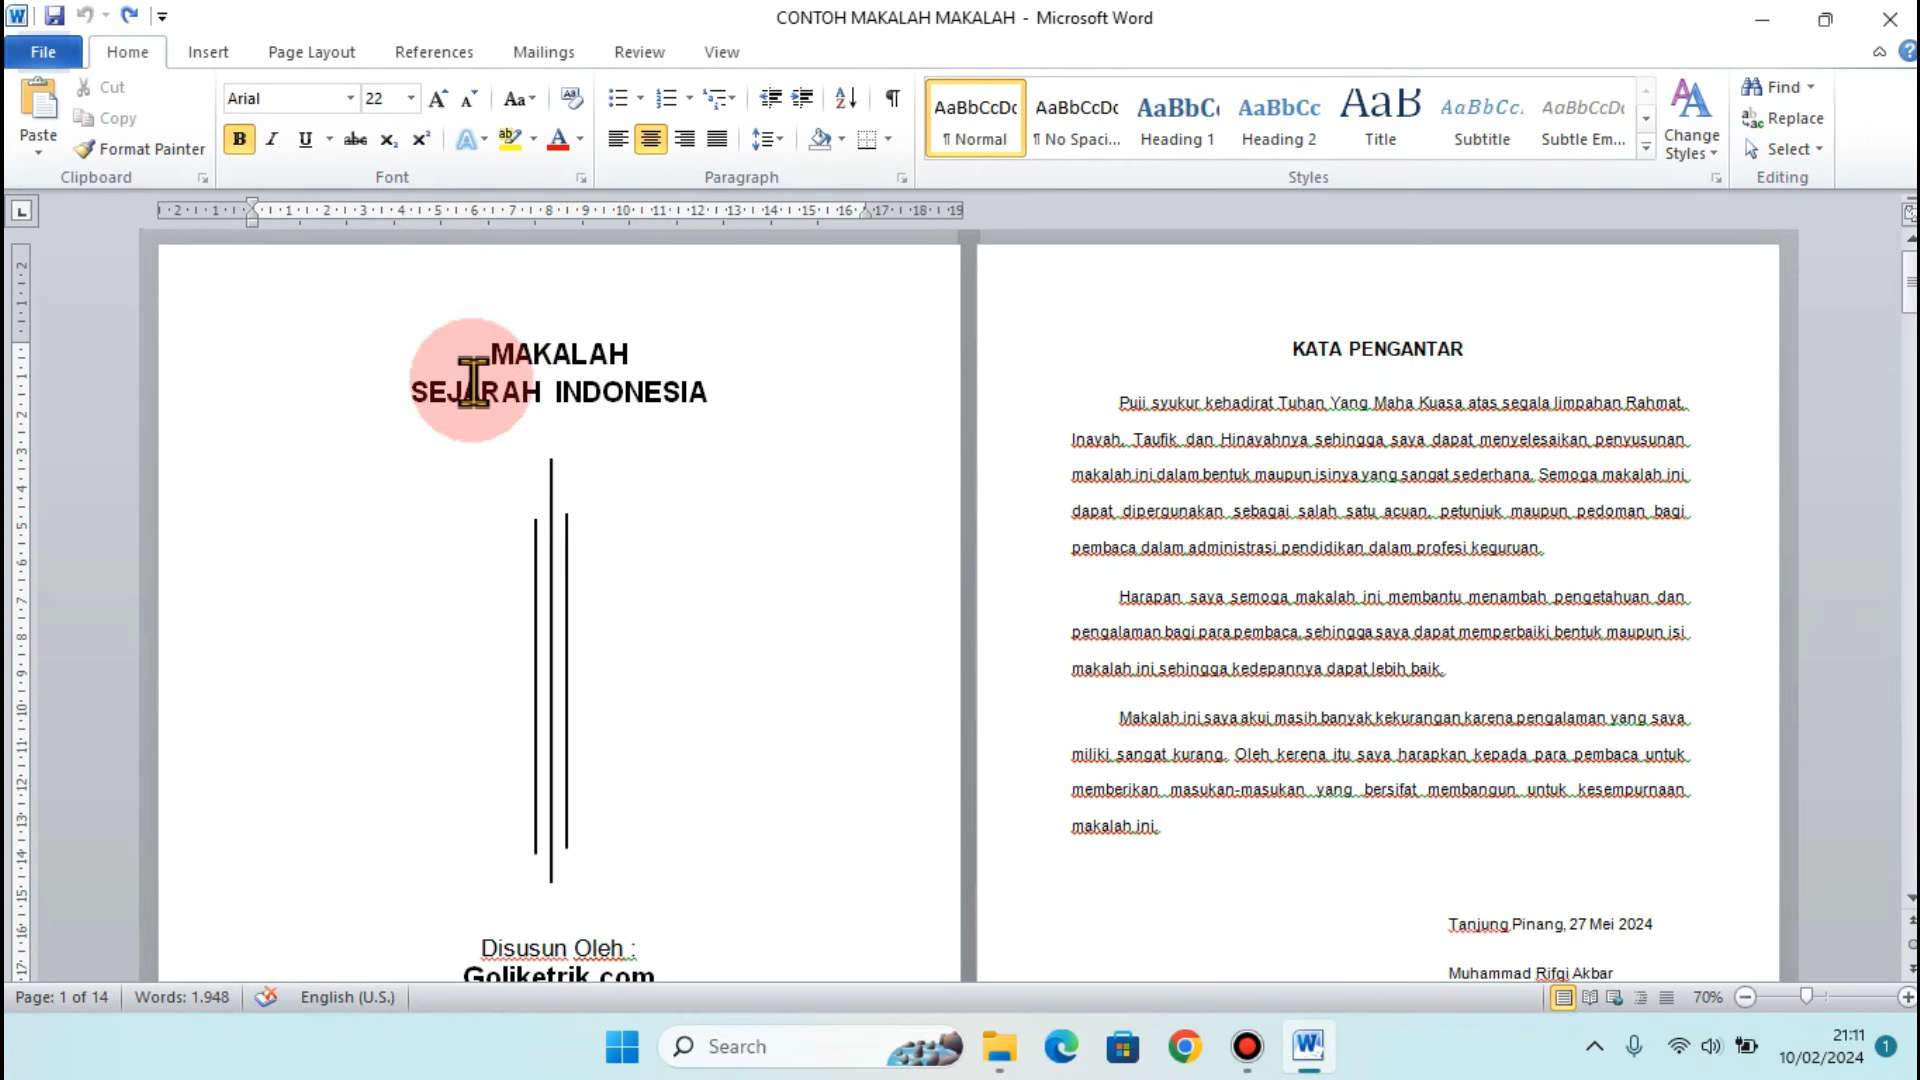 CONTOH MAKALAH MAKALAH - Microsoft Word
File Home Insert Page Layout References Mailings Review View
Paste
Cut
Copy
Format Painter
Clipboard
Arial 22
Font
Paragraph
AaBbCcDc AaBbCcDc AaBbC AaBbCc AaB AaBbCc. AaBbCcDc
¶ Normal ¶ No Spaci... Heading 1 Heading 2 Title Subtitle Subtle Em...
Change
Styles
Styles
Find
Replace
Select
Editing
MAKALAH
SEJARAH INDONESIA
Disusun Oleh :
Goliketrik.com
KATA PENGANTAR
Puji syukur kehadirat Tuhan Yang Maha Kuasa atas segala limpahan Rahmat,
Inayah, Taufik dan Hinayahnya sehingga saya dapat menyelesaikan penyusunan
makalah ini dalam bentuk maupun isinya yang sangat sederhana. Semoga makalah ini
dapat dipergunakan sebagai salah satu acuan, petunjuk maupun pedoman bagi
pembaca dalam administrasi pendidikan dalam profesi keguruan.
Harapan saya semoga makalah ini membantu menambah pengetahuan dan
pengalaman bagi para pembaca, sehingga saya dapat memperbaiki bentuk maupun isi
makalah ini sehingga kedepannya dapat lebih baik.
Makalah ini saya akui masih banyak kekurangan karena pengalaman yang saya
miliki sangat kurang. Oleh kerena itu saya harapkan kepada para pembaca untuk
memberikan masukan-masukan yang bersifat membangun untuk kesempurnaan
makalah ini.
Tanjung Pinang, 27 Mei 2024
Muhammad Rifqi Akbar
Page: 1 of 14 Words: 1.948 English (U.S.) 70%
Search
21:11
10/02/2024
1